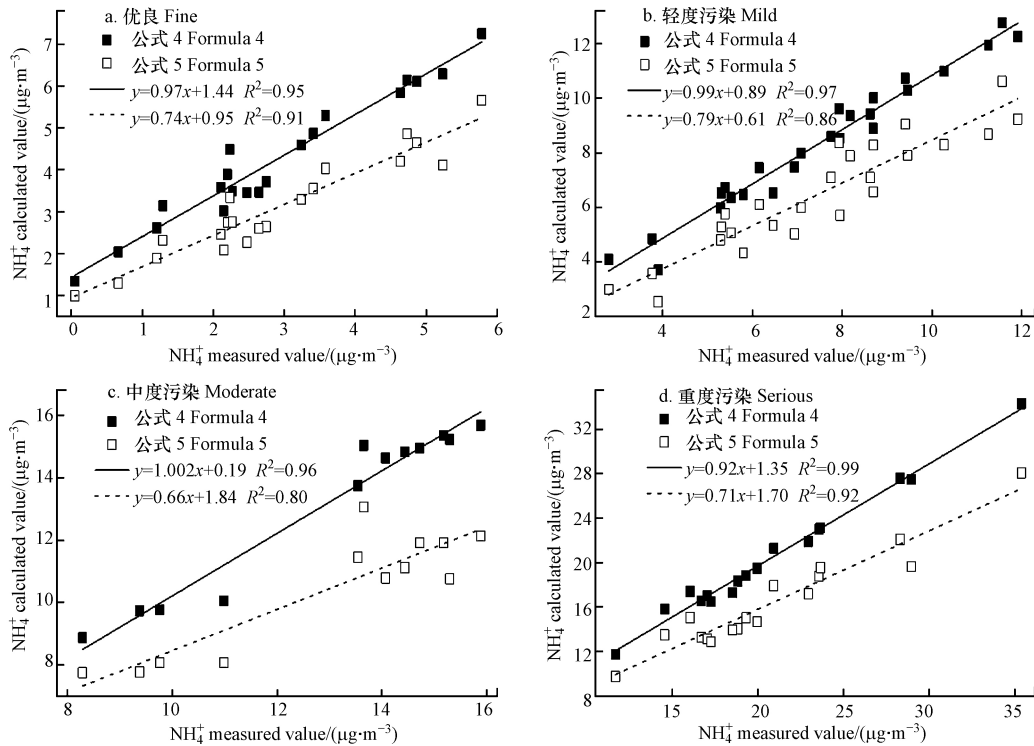 a. 优良 Fine
公式 4 Formula 4
公式 5 Formula 5
y=0.97x+1.44 R²=0.95
y=0.74x+0.95 R²=0.91
NH₄⁺ calculated value/(μg·m⁻³)
7
6
5
4
3
2
1
0 1 2 3 4 5 6
NH₄⁺ measured value/(μg·m⁻³)
b. 轻度污染 Mild
公式 4 Formula 4
公式 5 Formula 5
y=0.99x+0.89 R²=0.97
y=0.79x+0.61 R²=0.86
NH₄⁺ calculated value/(μg·m⁻³)
12
10
8
6
4
2
4 6 8 10 12
NH₄⁺ measured value/(μg·m⁻³)
c. 中度污染 Moderate
公式 4 Formula 4
公式 5 Formula 5
y=1.002x+0.19 R²=0.96
y=0.66x+1.84 R²=0.80
NH₄⁺ calculated value/(μg·m⁻³)
16
14
12
10
8
8 10 12 14 16
NH₄⁺ measured value/(μg·m⁻³)
d. 重度污染 Serious
公式 4 Formula 4
公式 5 Formula 5
y=0.92x+1.35 R²=0.99
y=0.71x+1.70 R²=0.92
NH₄⁺ calculated value/(μg·m⁻³)
32
28
24
20
16
12
8
15 20 25 30 35
NH₄⁺ measured value/(μg·m⁻³)